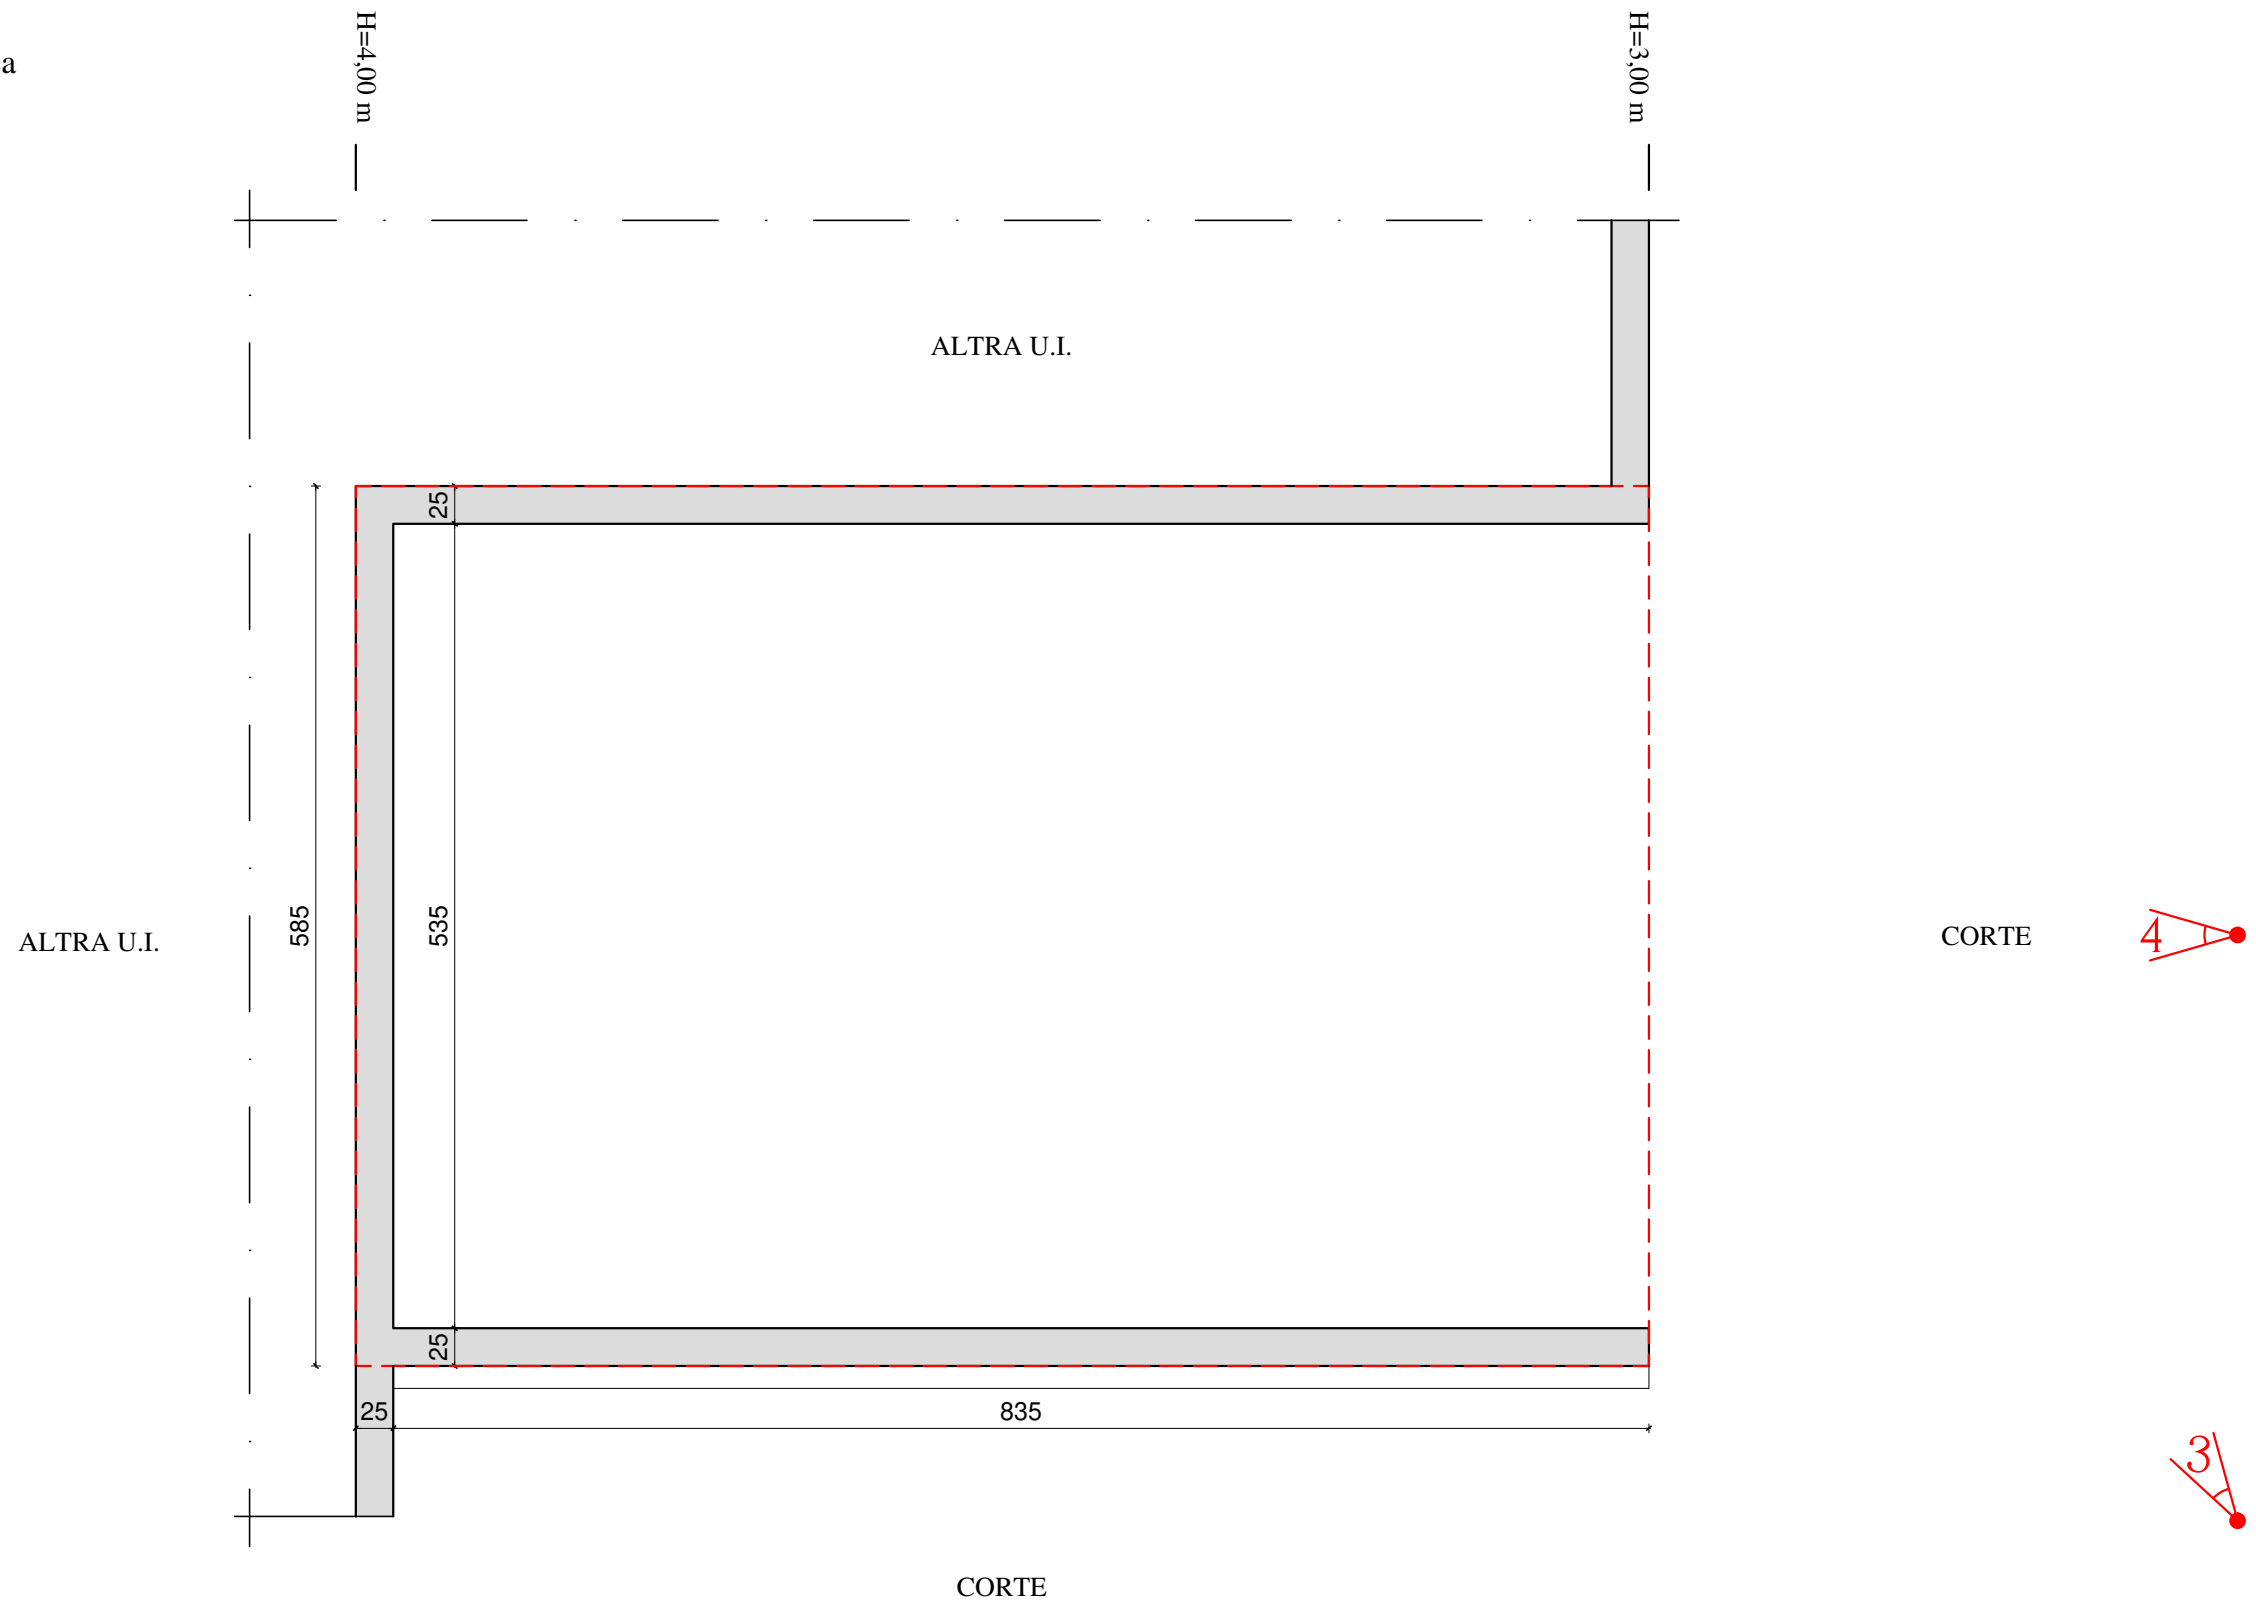 H=4,00 m
H=3,00 m
a
ALTRA U.I.
25
585
535
ALTRA U.I.
CORTE
4
25
25
835
3
CORTE